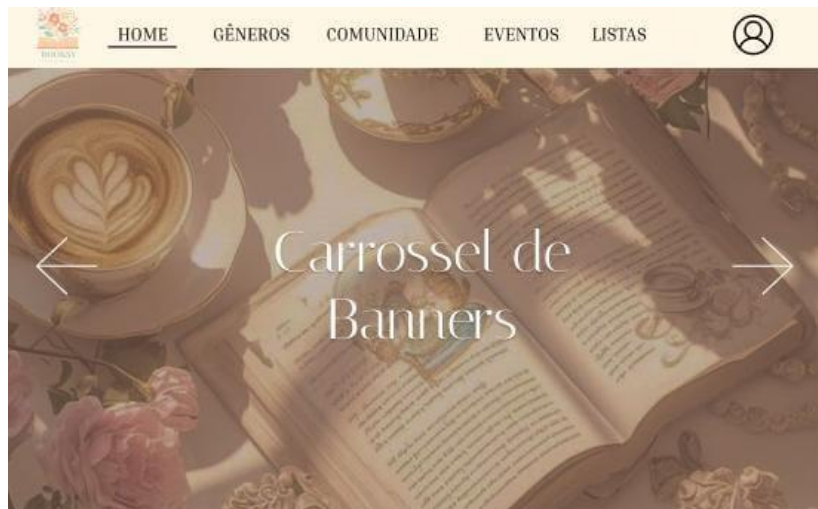 HOME
GÊNEROS
COMUNIDADE
EVENTOS
LISTAS
Carrossel de
Banners